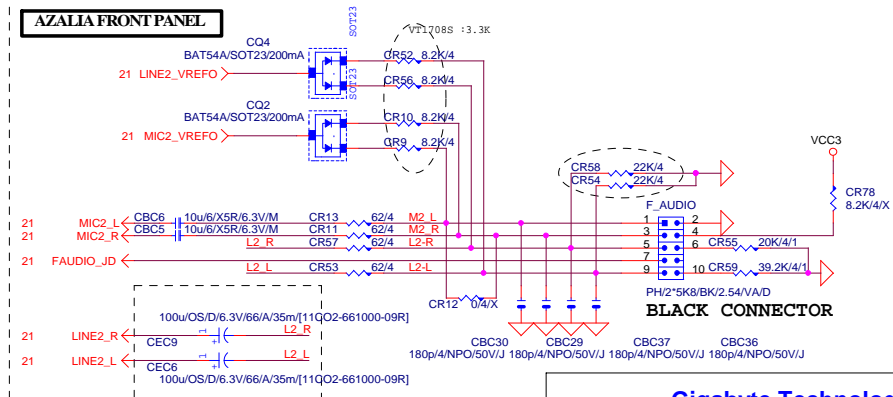 AZALIA FRONT PANEL
SOT23
VT1708S :3.3K
CQ4
BAT54A/SOT23/200mA
CR52 8.2K/4
21 LINE2_VREFO
SOT23
CR56 8.2K/4
CQ2
BAT54A/SOT23/200mA
CR10 8.2K/4
21 MIC2_VREFO
CR9 8.2K/4
VCC3
CR58 22K/4
CR54 22K/4
CR78
8.2K/4/X
F_AUDIO
21 MIC2_L CBC6 10u/6/X5R/6.3V/M CR13 62/4 M2_L 1 2
21 MIC2_R CBC5 10u/6/X5R/6.3V/M CR11 62/4 M2_R 3 4
L2_R CR57 62/4 L2-R 5 6 CR55 20K/4/1
21 FAUDIO_JD 7
L2_L CR53 62/4 L2-L 9 10 CR59 39.2K/4/1
CR12 0/4/X
PH/2*5K8/BK/2.54/VA/D
BLACK CONNECTOR
100u/OS/D/6.3V/66/A/35m/[11CO2-661000-09R]
21 LINE2_R 1 + L2_R
CEC9
21 LINE2_L 1 + L2_L
CEC6
100u/OS/D/6.3V/66/A/35m/[11CO2-661000-09R]
CBC30 CBC29 CBC37 CBC36
180p/4/NPO/50V/J 180p/4/NPO/50V/J 180p/4/NPO/50V/J 180p/4/NPO/50V/J
Gigabyte